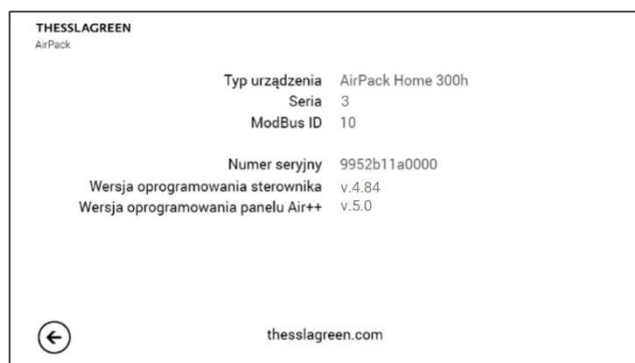 THESSLAGREEN
AirPack
Typ urządzenia AirPack Home 300h
Seria 3
ModBus ID 10
Numer seryjny 9952b11a0000
Wersja oprogramowania sterownika v.4.84
Wersja oprogramowania panelu Air++ v.5.0
thesslagreen.com